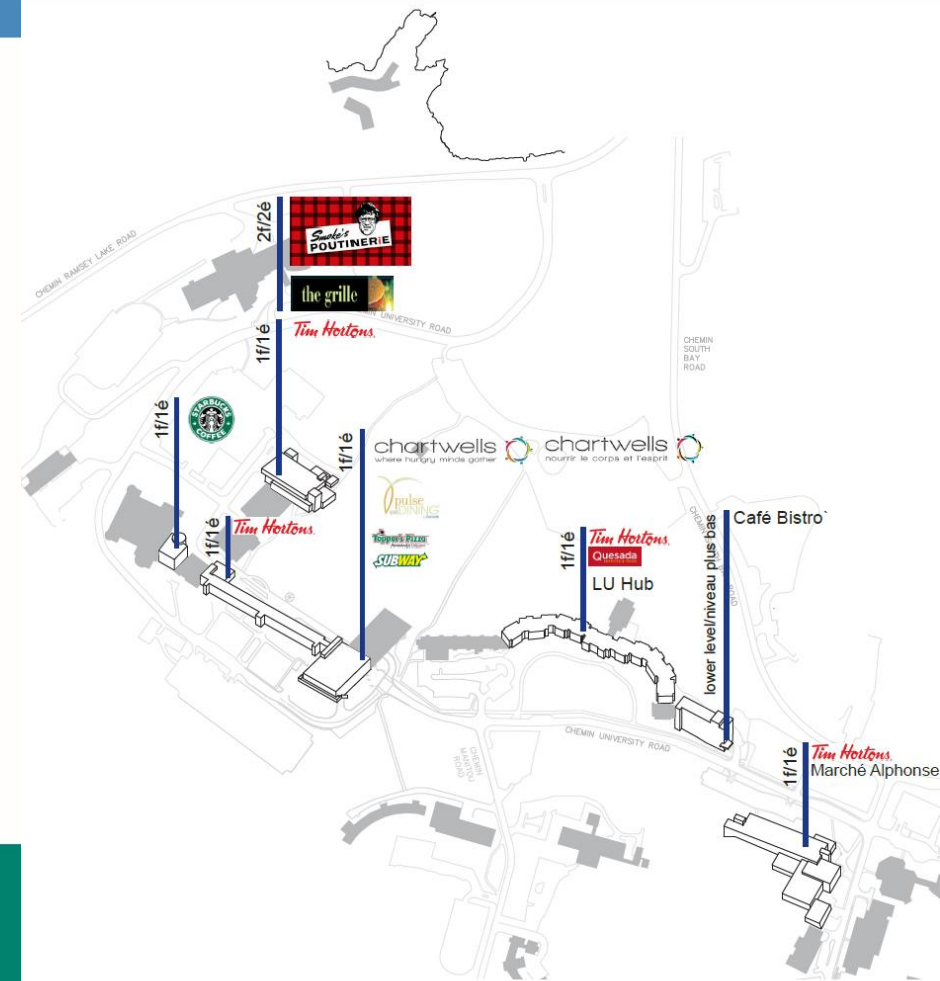 CHEMIN RAMSEY LAKE ROAD
2f/2é
Smoke's
POUTINERIE
the grille
CHEMIN UNIVERSITY ROAD
1f/1é
Tim Hortons.
CHEMIN
SOUTH
BAY
ROAD
1f/1é
STARBUCKS
COFFEE
1f/1é
chartwells
where hungry minds gather
chartwells
nourrir le corps et l'esprit
pulse
DINING
Topper's Pizza
SUBWAY
1f/1é
Tim Hortons.
1f/1é
Tim Hortons.
Quesada
LU Hub
lower level/niveau plus bas
Café Bistro`
CHEMIN UNIVERSITY ROAD
CHEMIN
MANITOU
ROAD
1f/1é
Tim Hortons.
Marché Alphonse